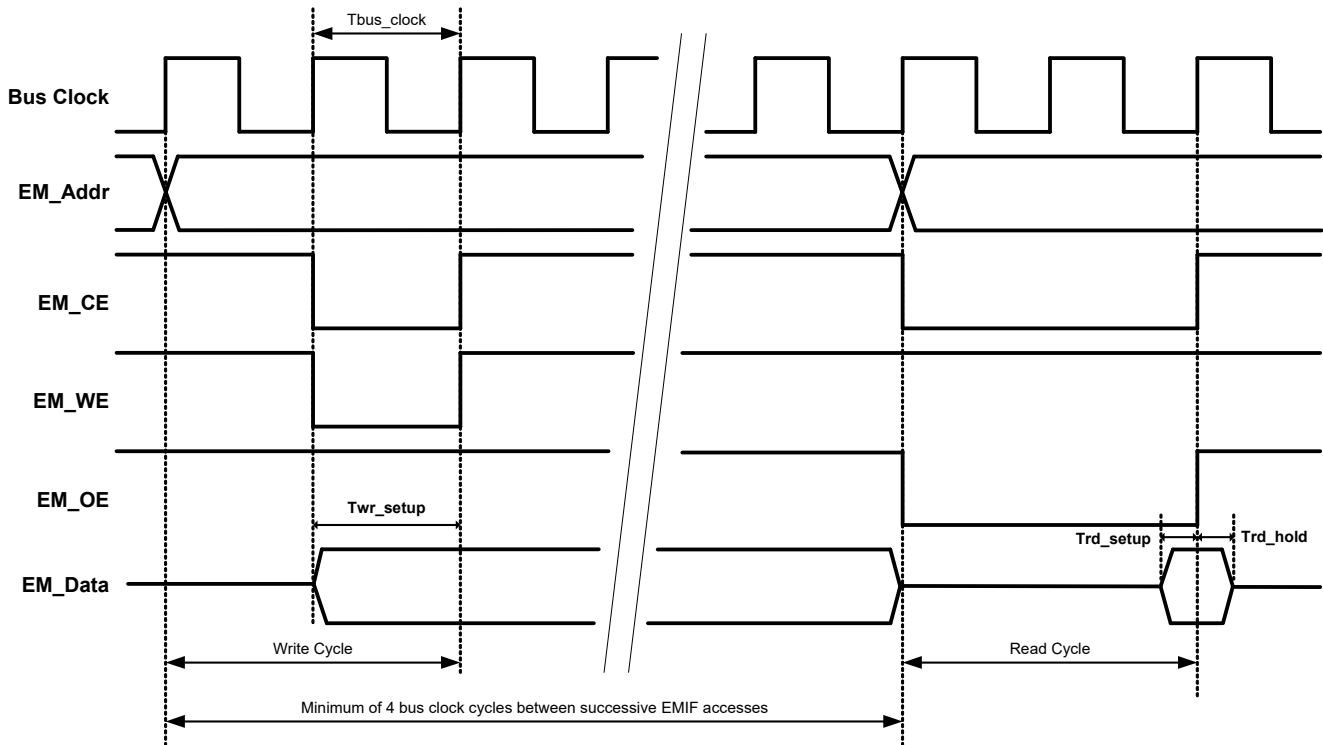 Tbus_clock
Bus Clock
EM_Addr
EM_CE
EM_WE
EM_OE
Twr_setup
Trd_setup
Trd_hold
EM_Data
Write Cycle
Read Cycle
Minimum of 4 bus clock cycles between successive EMIF accesses